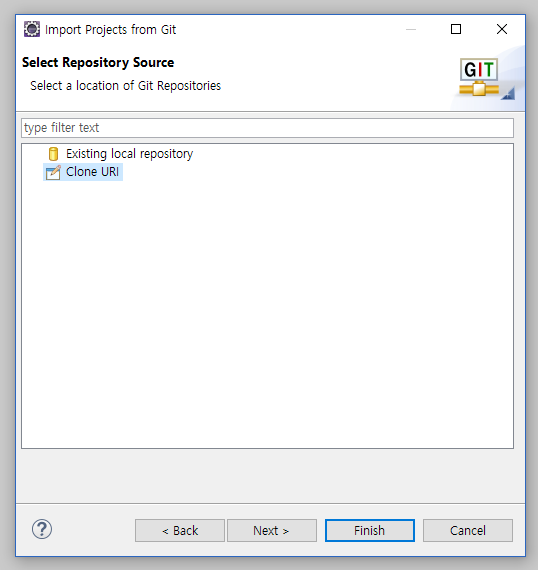 Import Projects from Git
Select Repository Source
Select a location of Git Repositories
GIT
type filter text
Existing local repository
Clone URI
?
< Back
Next >
Finish
Cancel